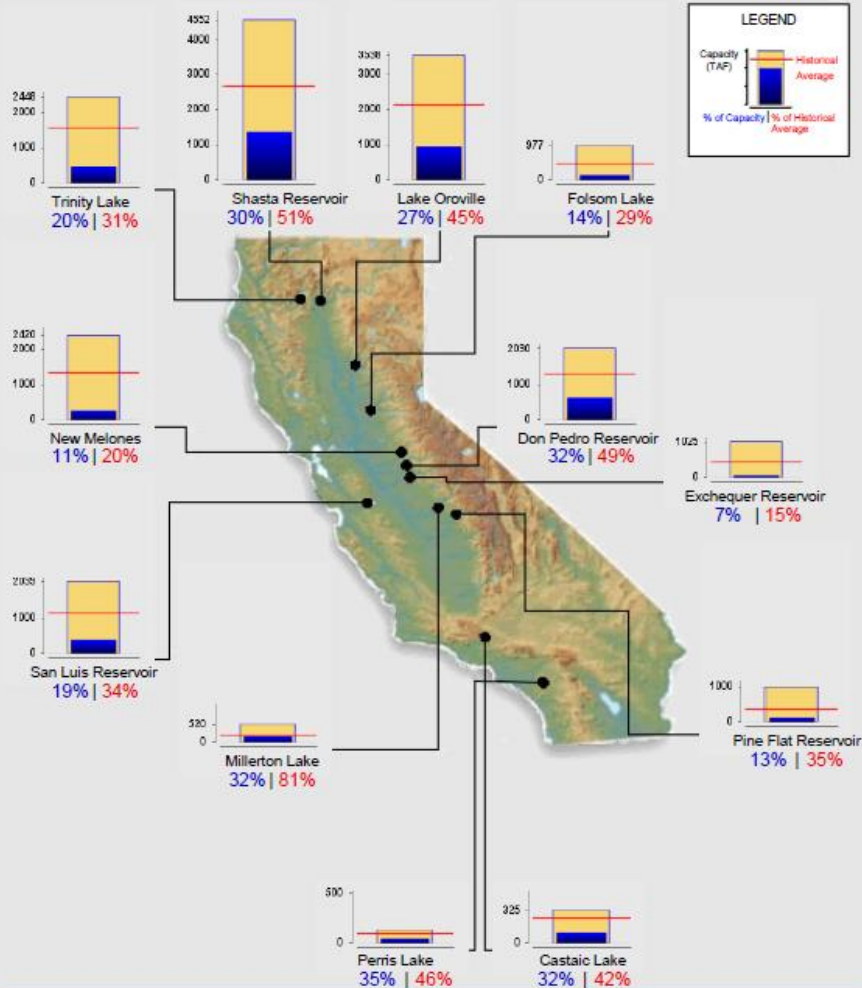 LEGEND
Capacity
(TAF)
Historical
Average
% of Capacity | % of Historical
Average
2448
2000
1000
0
Trinity Lake
20% | 31%
4552
4000
3000
2000
1000
0
Shasta Reservoir
30% | 51%
3538
3000
2000
1000
0
Lake Oroville
27% | 45%
977
0
Folsom Lake
14% | 29%
2420
2000
1000
0
New Melones
11% | 20%
2030
1000
0
Don Pedro Reservoir
32% | 49%
1025
0
Exchequer Reservoir
7% | 15%
2039
1000
0
San Luis Reservoir
19% | 34%
520
0
Millerton Lake
32% | 81%
1000
0
Pine Flat Reservoir
13% | 35%
500
0
Perris Lake
35% | 46%
325
0
Castaic Lake
32% | 42%